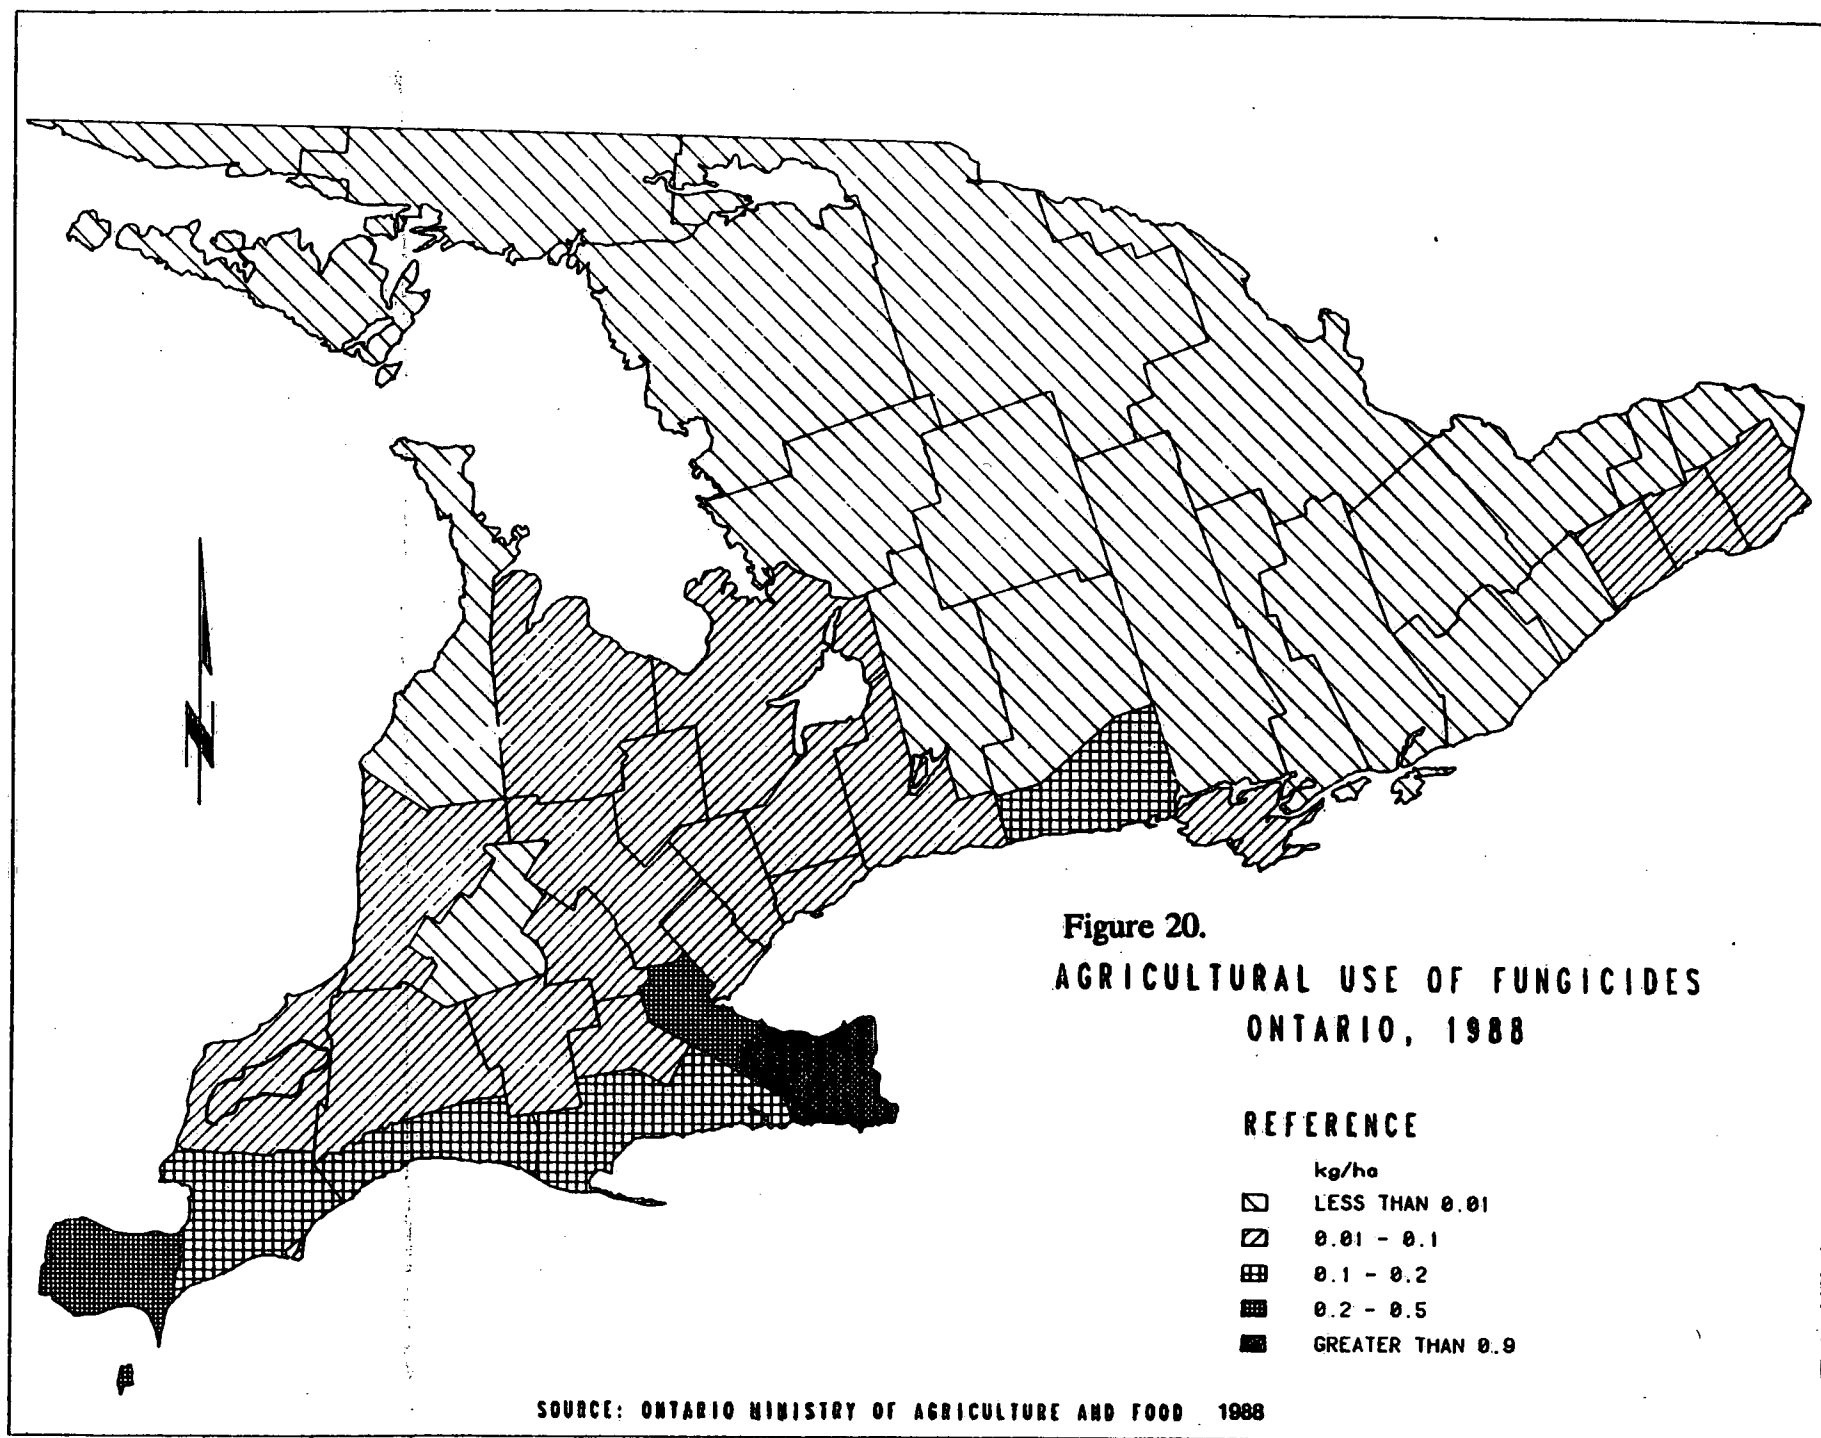 N
Figure 20.
AGRICULTURAL USE OF FUNGICIDES
ONTARIO, 1988
REFERENCE
kg/ha
LESS THAN 0.01
0.01 - 0.1
0.1 - 0.2
0.2 - 0.5
GREATER THAN 0.9
SOURCE: ONTARIO MINISTRY OF AGRICULTURE AND FOOD 1988